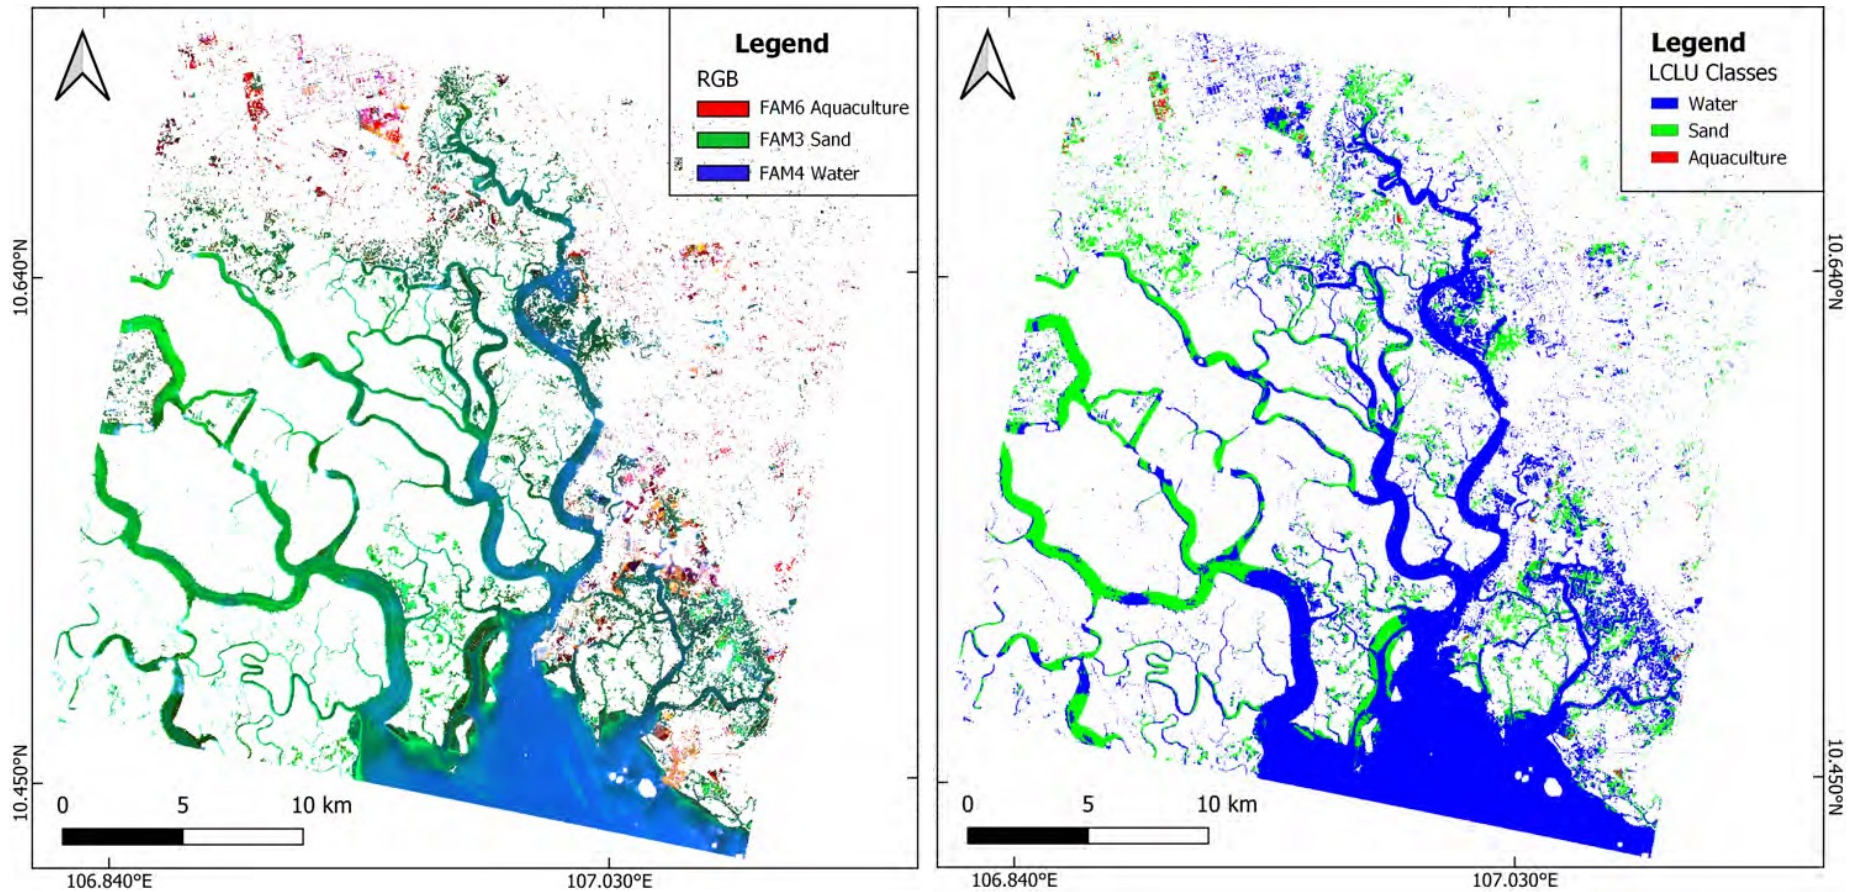 Legend
RGB
FAM6 Aquaculture
FAM3 Sand
FAM4 Water
10.640°N
10.450°N
0 5 10 km
106.840°E 107.030°E
Legend
LCLU Classes
Water
Sand
Aquaculture
10.640°N
10.450°N
0 5 10 km
106.840°E 107.030°E